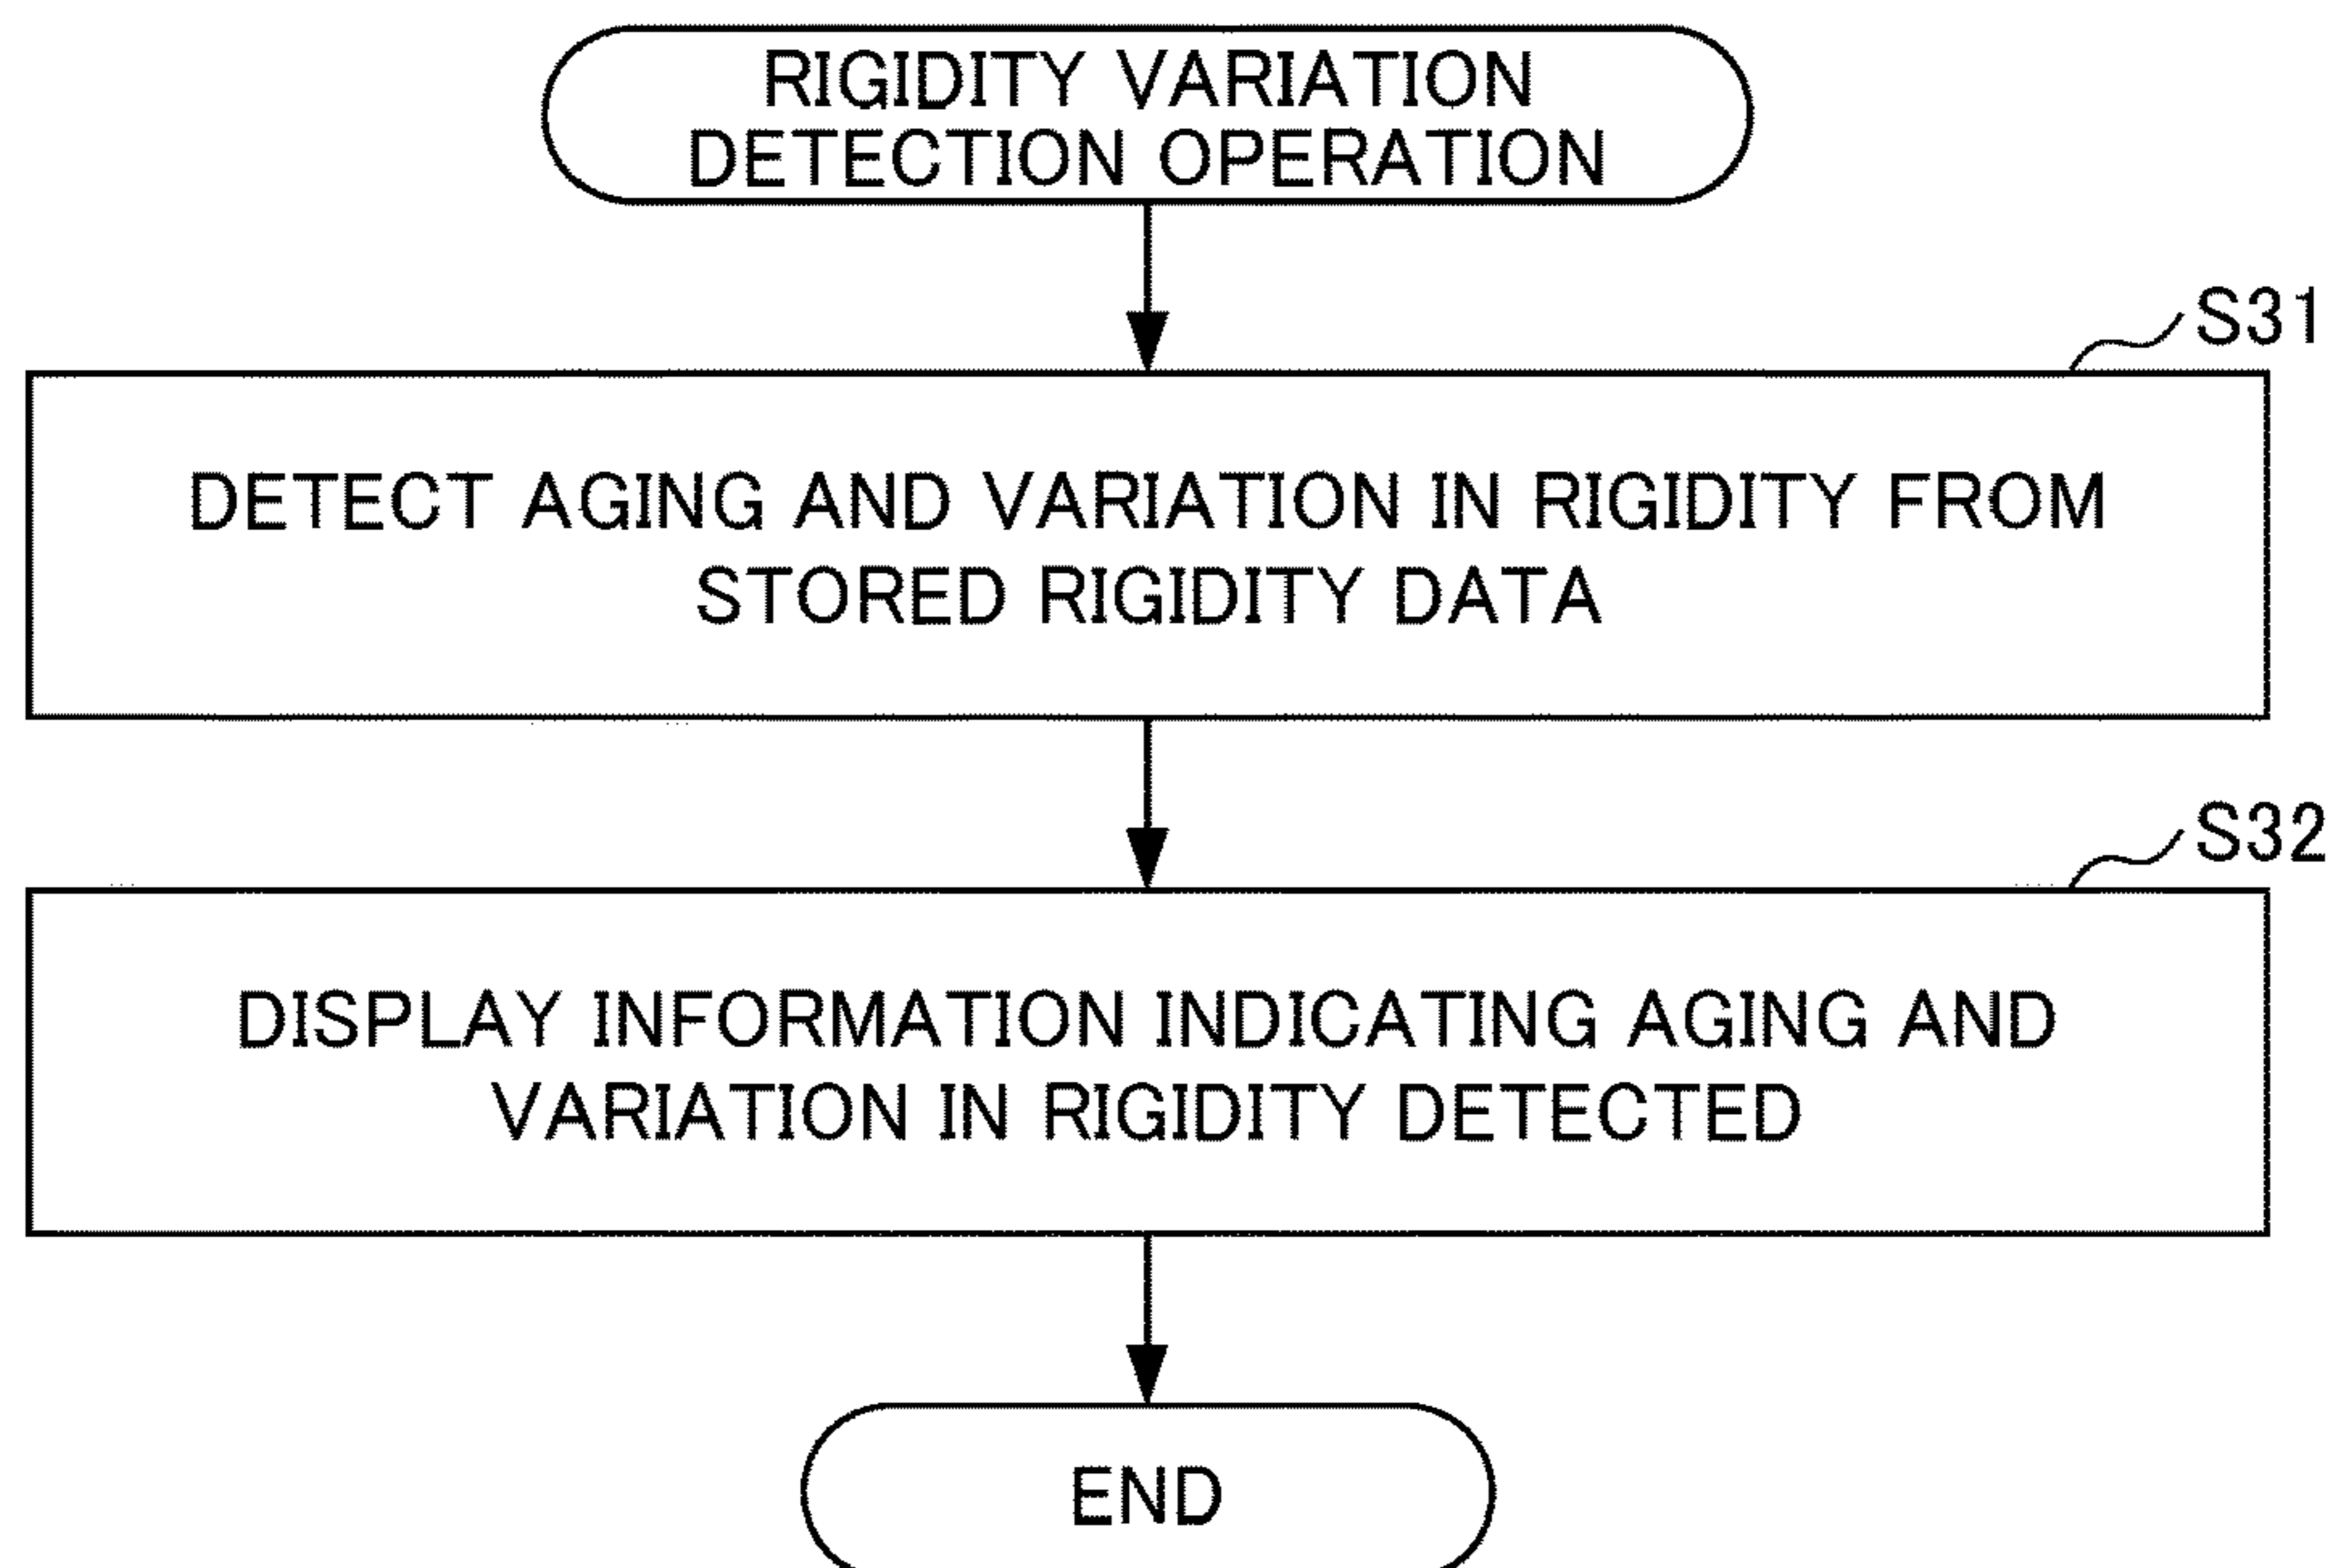 RIGIDITY VARIATION
DETECTION OPERATION
S31
DETECT AGING AND VARIATION IN RIGIDITY FROM
STORED RIGIDITY DATA
S32
DISPLAY INFORMATION INDICATING AGING AND
VARIATION IN RIGIDITY DETECTED
END